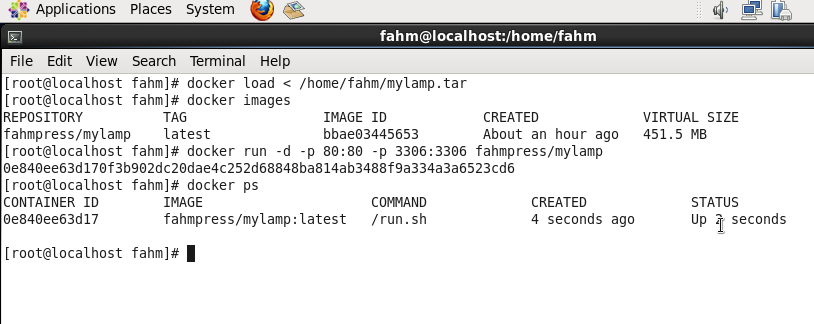 Applications Places System
fahm@localhost:/home/fahm
File Edit View Search Terminal Help
[root@localhost fahm]# docker load < /home/fahm/mylamp.tar
[root@localhost fahm]# docker images
REPOSITORY TAG IMAGE ID CREATED VIRTUAL SIZE
fahmpress/mylamp latest bbae03445653 About an hour ago 451.5 MB
[root@localhost fahm]# docker run -d -p 80:80 -p 3306:3306 fahmpress/mylamp
0e840ee63d170f3b902dc20dae4c252d68848ba814ab3488f9a334a3a6523cd6
[root@localhost fahm]# docker ps
CONTAINER ID IMAGE COMMAND CREATED STATUS
0e840ee63d17 fahmpress/mylamp:latest /run.sh 4 seconds ago Up seconds
[root@localhost fahm]#